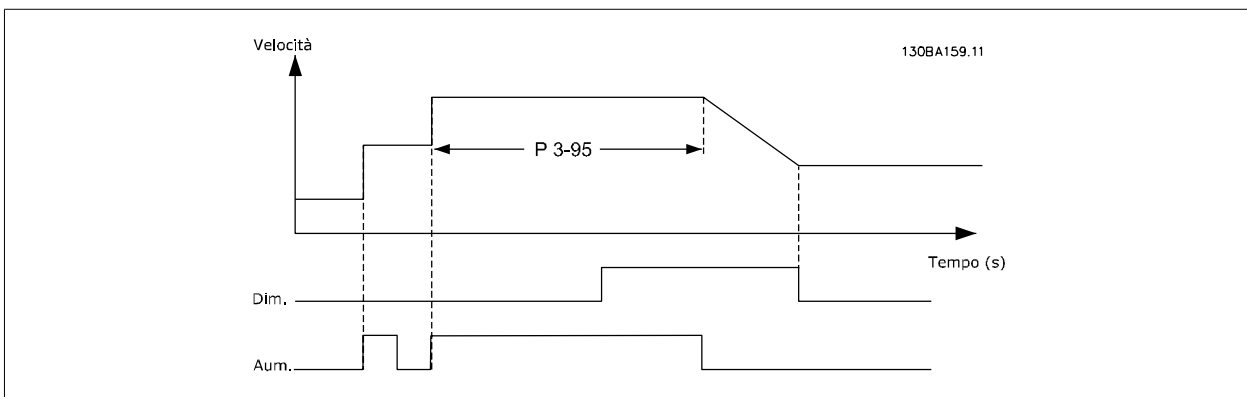 Velocità
130BA159.11
P 3-95
Tempo (s)
Dim.
Aum.